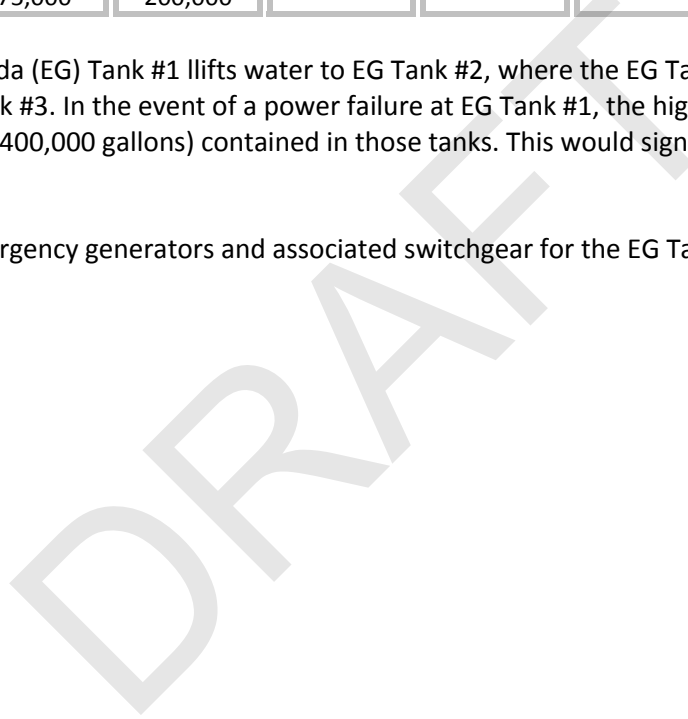 75,000 200,000
da (EG) Tank #1 llifts water to EG Tank #2, where the EG Ta
k #3. In the event of a power failure at EG Tank #1, the hig
400,000 gallons) contained in those tanks. This would sign
rgency generators and associated switchgear for the EG Ta
DRAFT